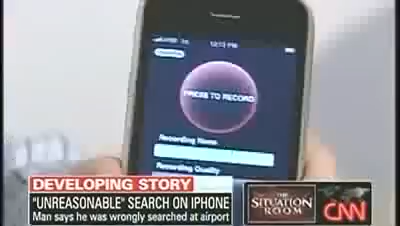 12:13 PM
PRESS TO RECORD
Recording Name
Recording Quality
DEVELOPING STORY
"UNREASONABLE" SEARCH ON IPHONE
Man says he was wrongly searched at airport
THE
SITUATION
ROOM
CNN